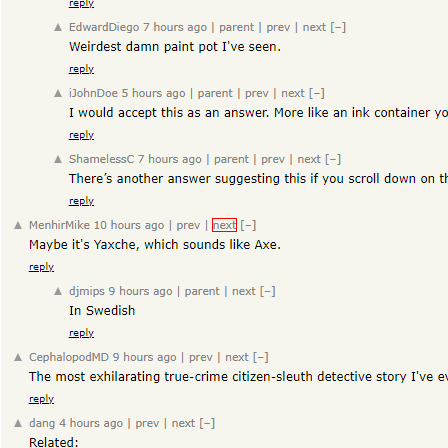 reply
EdwardDiego 7 hours ago | parent | prev | next [–]
Weirdest damn paint pot I've seen.
reply
iJohnDoe 5 hours ago | parent | prev | next [–]
I would accept this as an answer. More like an ink container yo
reply
ShamelessC 7 hours ago | parent | prev | next [–]
There’s another answer suggesting this if you scroll down on th
reply
MenhirMike 10 hours ago | prev | next [–]
Maybe it's Yaxche, which sounds like Axe.
reply
djmips 9 hours ago | parent | next [–]
In Swedish
reply
CephalopodMD 9 hours ago | prev | next [–]
The most exhilarating true-crime citizen-sleuth detective story I've ev
reply
dang 4 hours ago | prev | next [–]
Related: